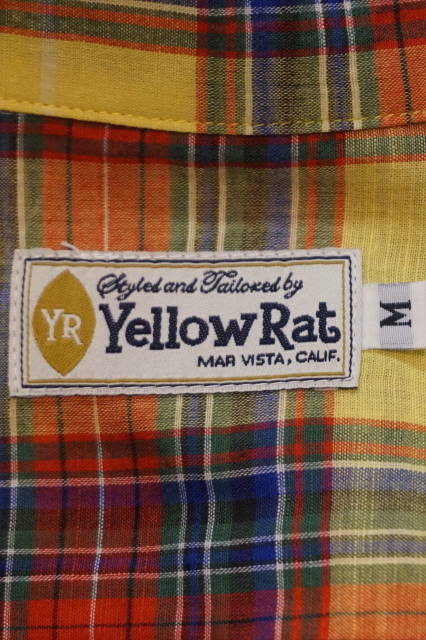 Styled and Tailored by
YR
YellowRat
MAR VISTA, CALIF.
M